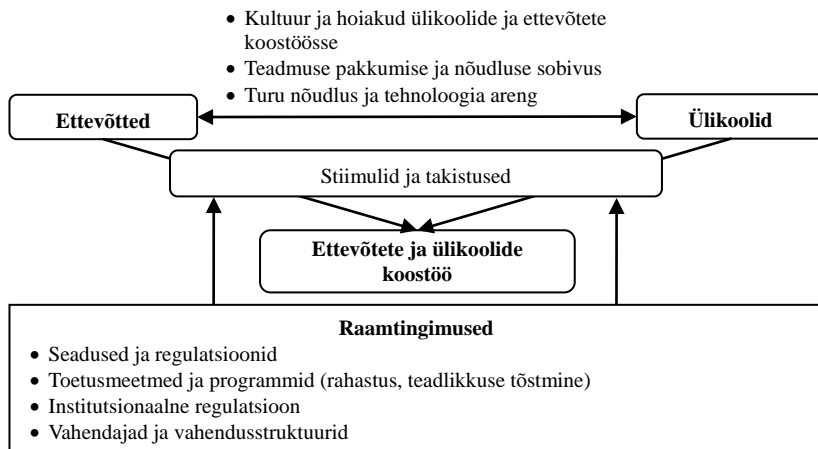 • Kultuur ja hoiakud ülikoolide ja ettevõtete
koostöösse
• Teadmuse pakkumise ja nõudluse sobivus
• Turu nõudlus ja tehnoloogia areng
Ettevõtted
Ülikoolid
Stiimulid ja takistused
Ettevõtete ja ülikoolide
koostöö
Raamtingimused
• Seadused ja regulatsioonid
• Toetusmeetmed ja programmid (rahastus, teadlikkuse tõstmine)
• Institutsionaalne regulatsioon
• Vahendajad ja vahendusstruktuurid